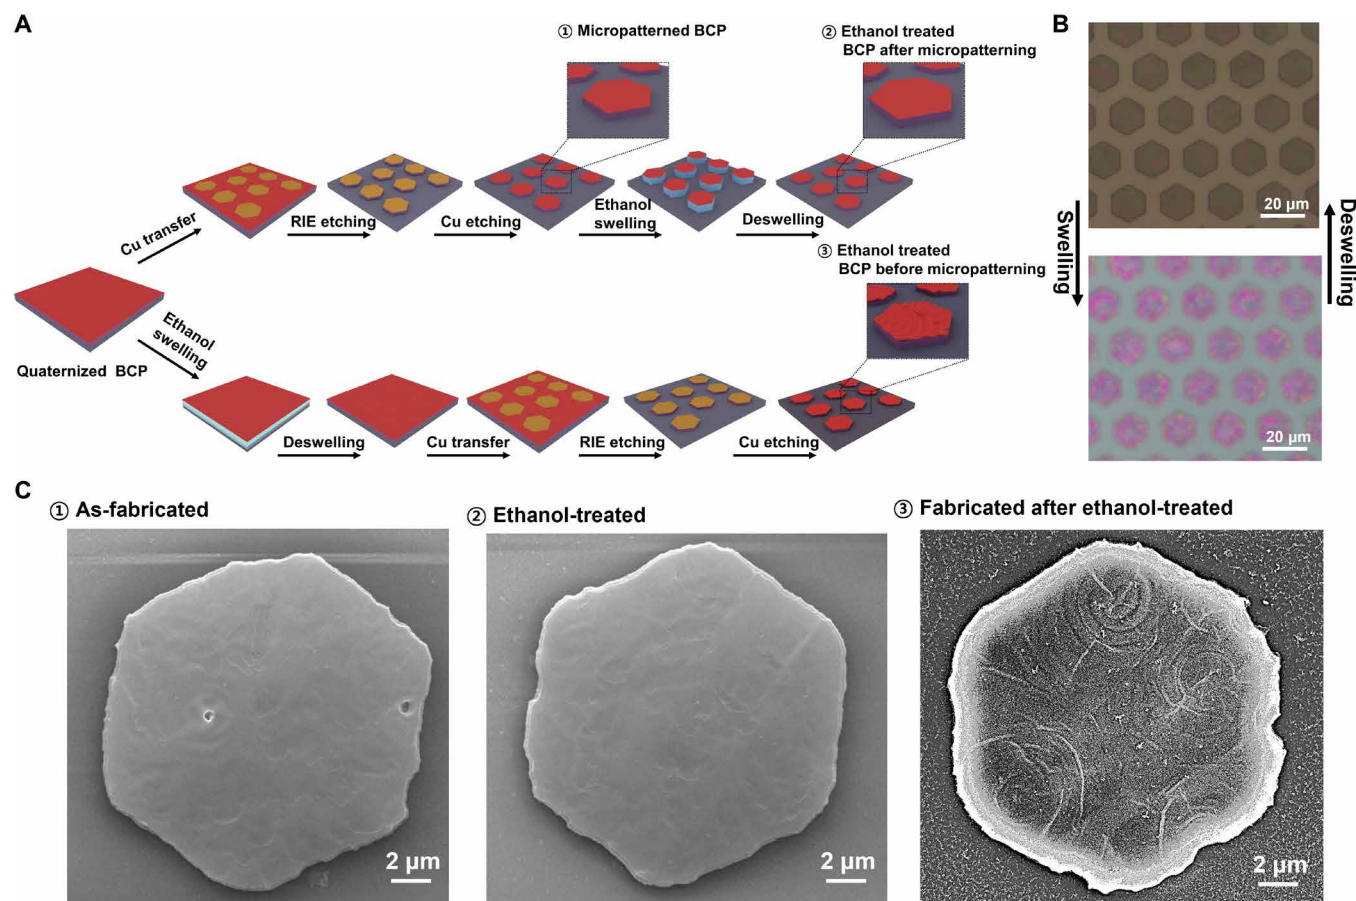 A
① Micropatterned BCP
② Ethanol treated
BCP after micropatterning
Cu transfer
RIE etching
Cu etching
Ethanol
swelling
Deswelling
③ Ethanol treated
BCP before micropatterning
Quaternized BCP
Ethanol
swelling
Deswelling
Cu transfer
RIE etching
Cu etching
B
20 μm
Swelling
Deswelling
20 μm
C
① As-fabricated
② Ethanol-treated
③ Fabricated after ethanol-treated
2 μm
2 μm
2 μm